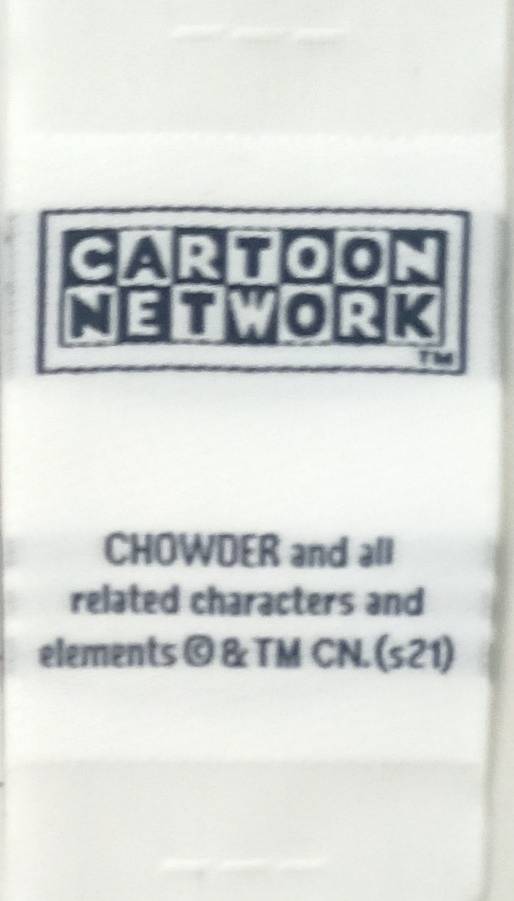 CARTOON
NETWORK
TM
CHOWDER and all
related characters and
elements © & TM CN. (s21)